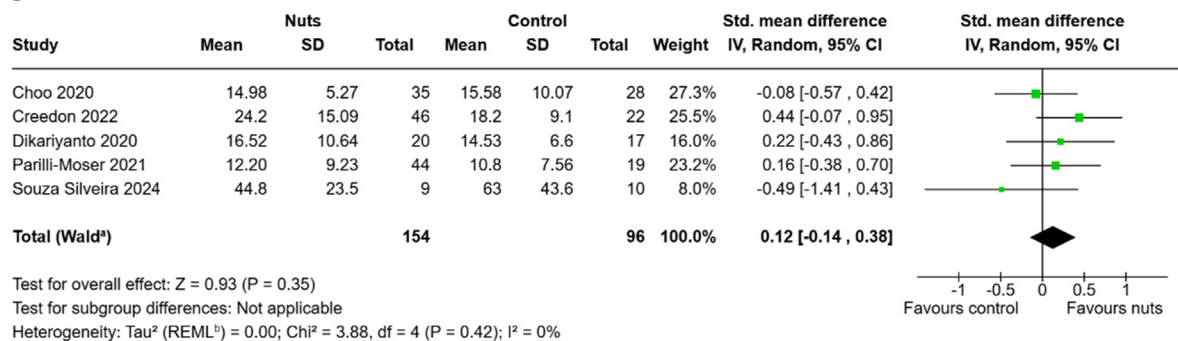 Nuts Control Std. mean difference Std. mean difference
Study Mean SD Total Mean SD Total Weight IV, Random, 95% CI IV, Random, 95% CI
Choo 2020 14.98 5.27 35 15.58 10.07 28 27.3% -0.08 [-0.57 , 0.42]
Creedon 2022 24.2 15.09 46 18.2 9.1 22 25.5% 0.44 [-0.07 , 0.95]
Dikariyanto 2020 16.52 10.64 20 14.53 6.6 17 16.0% 0.22 [-0.43 , 0.86]
Parilli-Moser 2021 12.20 9.23 44 10.8 7.56 19 23.2% 0.16 [-0.38 , 0.70]
Souza Silveira 2024 44.8 23.5 9 63 43.6 10 8.0% -0.49 [-1.41 , 0.43]
Total (Waldᵃ) 154 96 100.0% 0.12 [-0.14 , 0.38]
Test for overall effect: Z = 0.93 (P = 0.35)
Test for subgroup differences: Not applicable
Heterogeneity: Tau² (REMLᵇ) = 0.00; Chi² = 3.88, df = 4 (P = 0.42); I² = 0%
-1 -0.5 0 0.5 1
Favours control Favours nuts